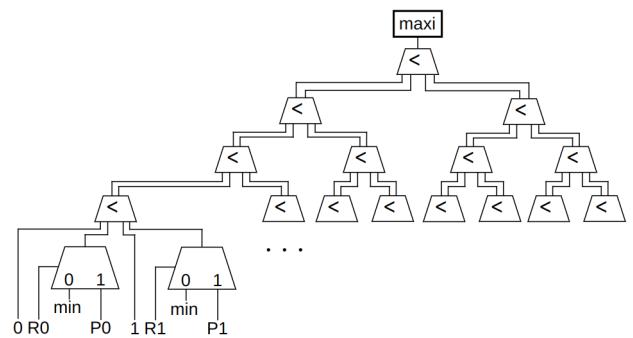 maxi
<
< <
< < < <
< < < < < < < <
. . .
0 1 0 1
min min
0 R0 P0 1 R1 P1